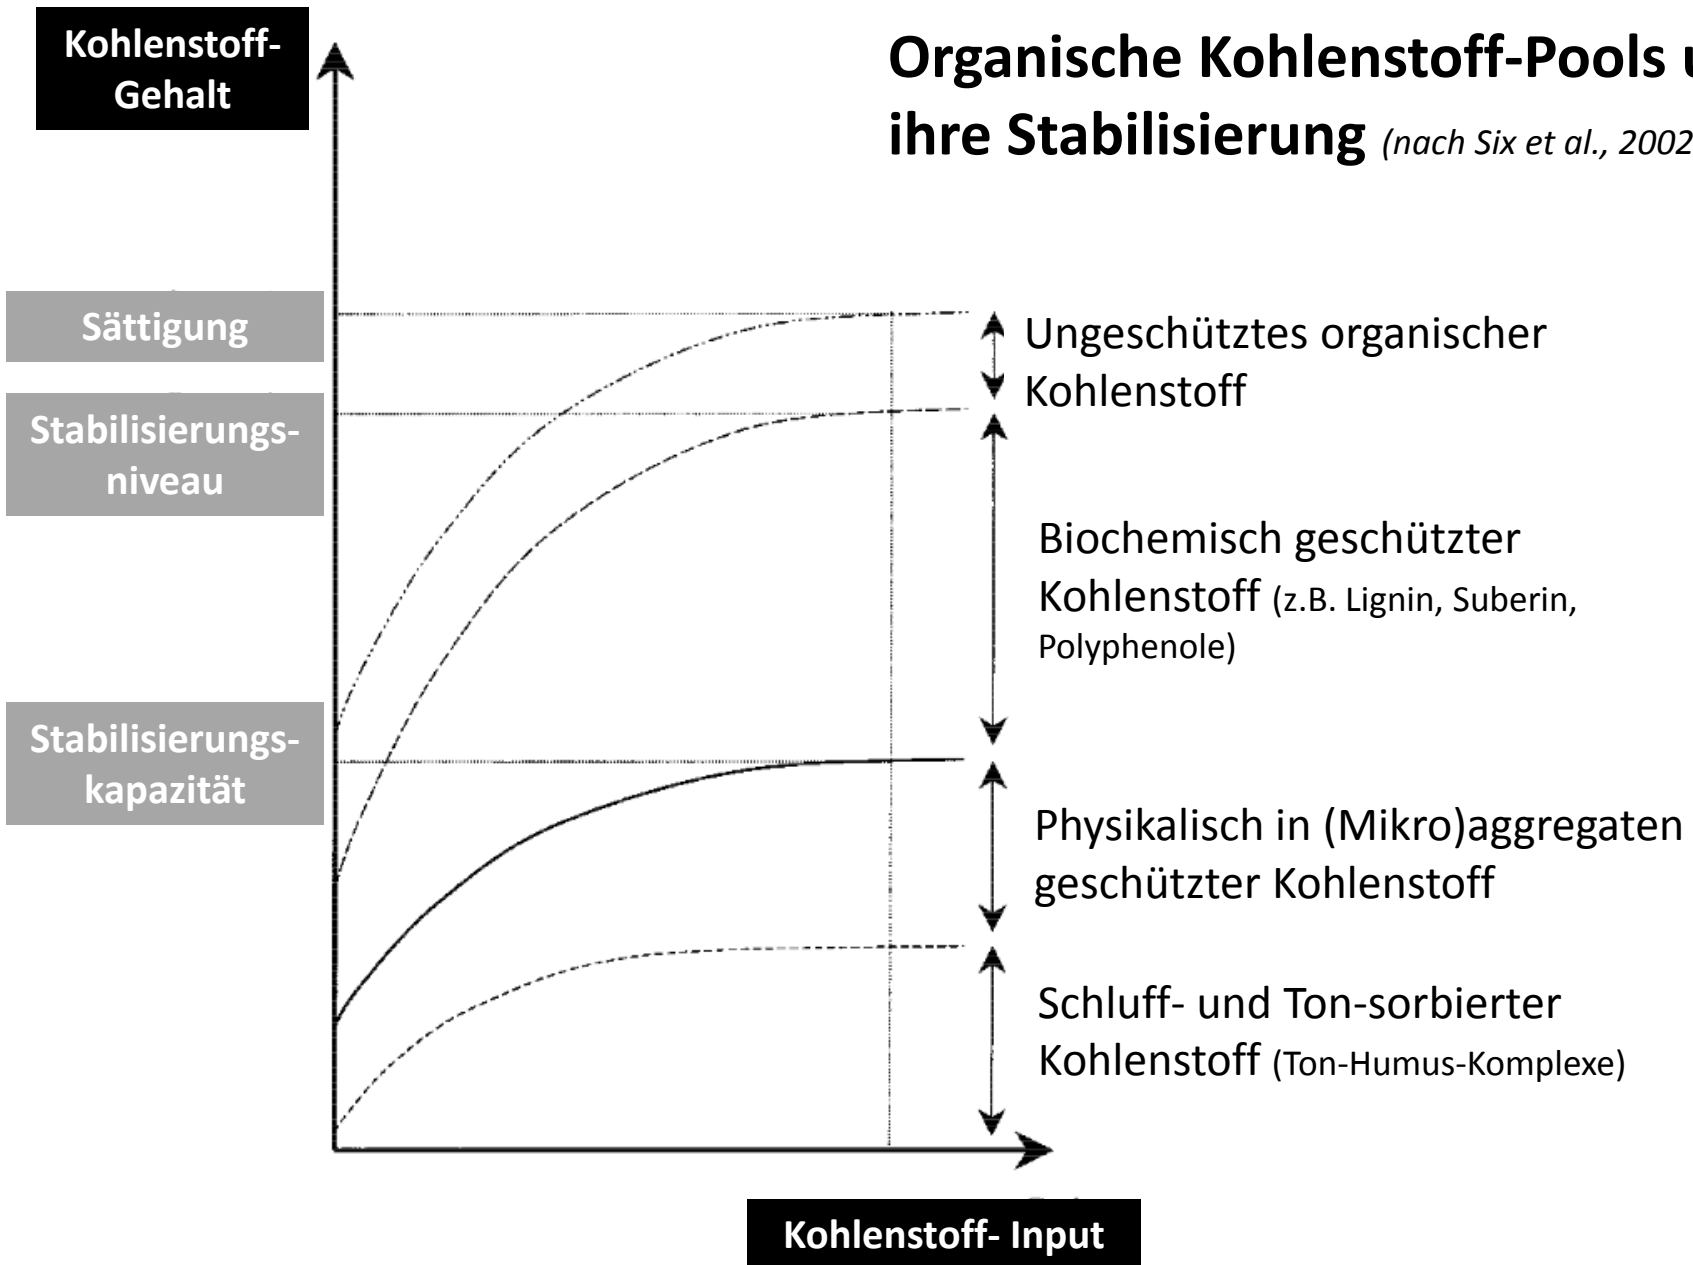 Kohlenstoff-
Gehalt
Organische Kohlenstoff-Pools
ihre Stabilisierung (nach Six et al., 2002
Sättigung
Ungeschütztes organischer
Kohlenstoff
Stabilisierungs-
niveau
Biochemisch geschützter
Kohlenstoff (z.B. Lignin, Suberin,
Polyphenole)
Stabilisierungs-
kapazität
Physikalisch in (Mikro)aggregaten
geschützter Kohlenstoff
Schluff- und Ton-sorbierter
Kohlenstoff (Ton-Humus-Komplexe)
Kohlenstoff- Input